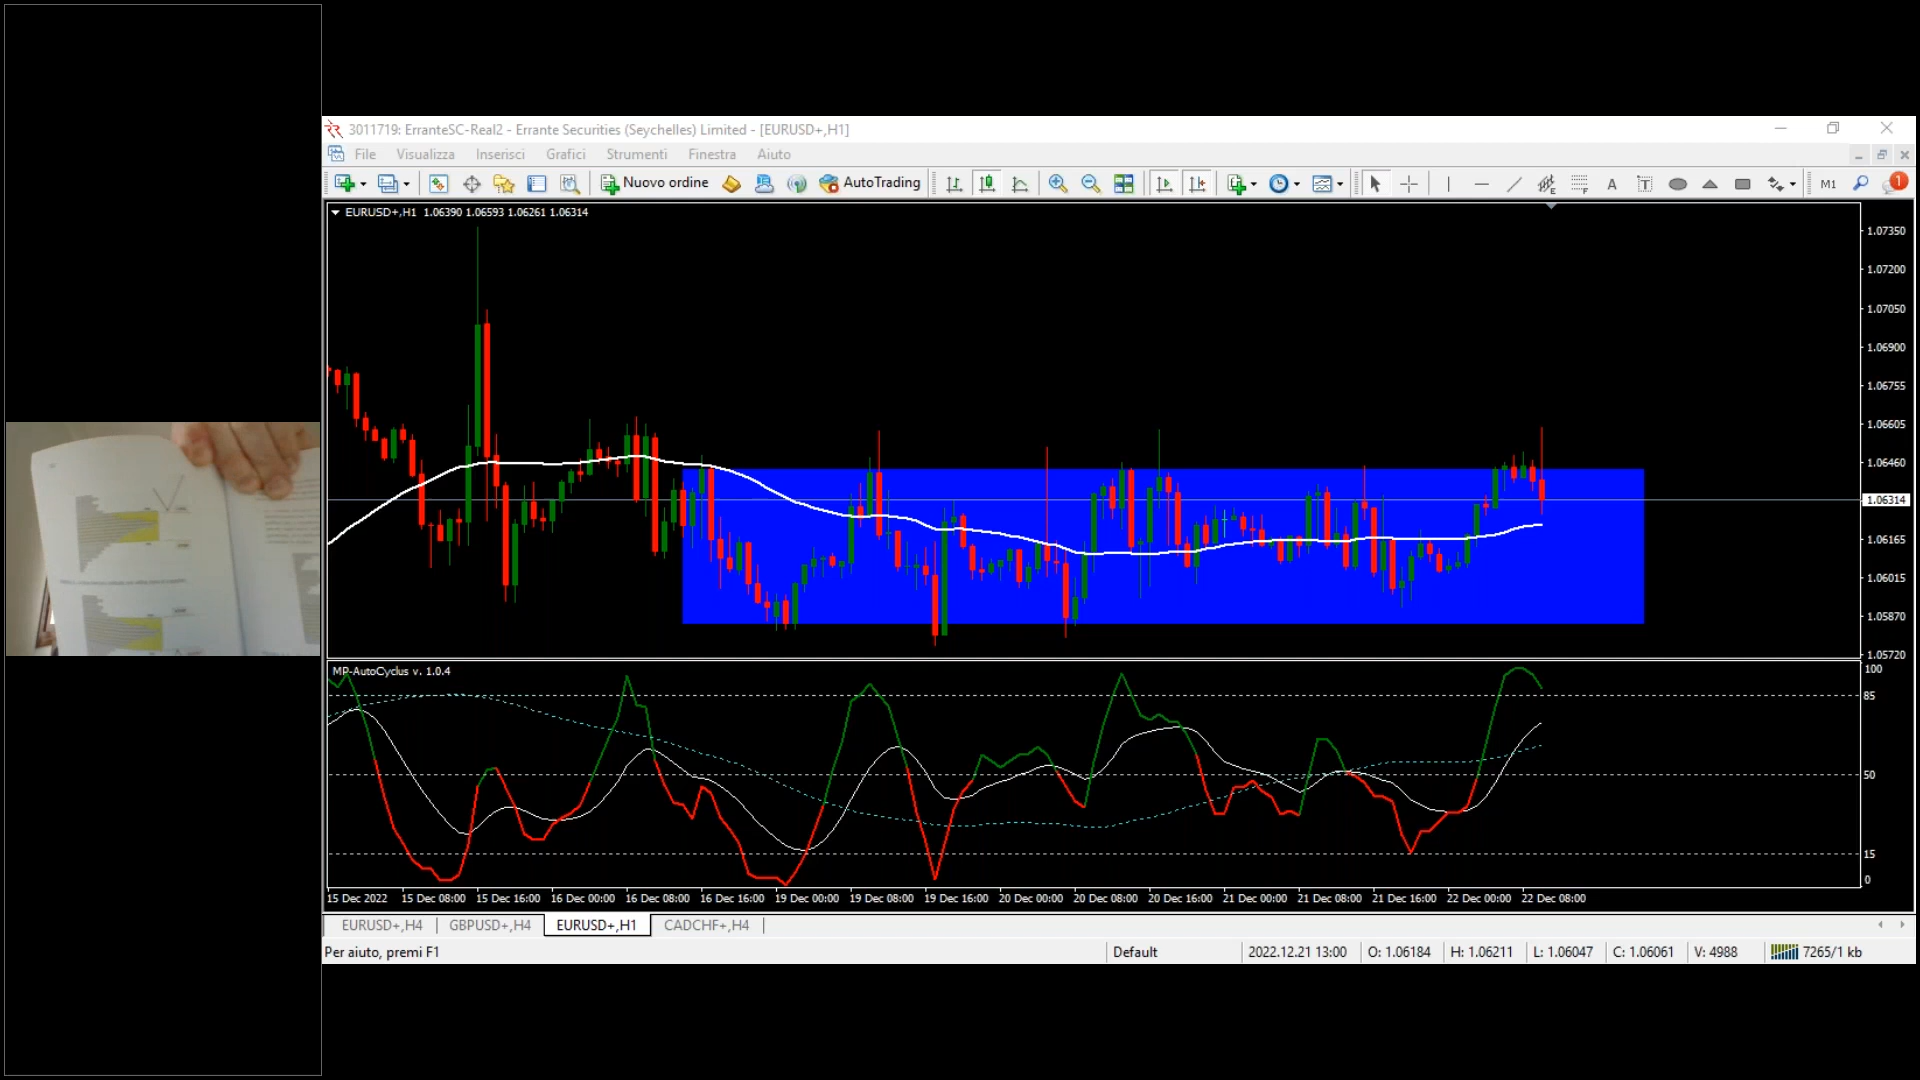 3011719: ErranteSC-Real2 - Errante Securities (Seychelles) Limited - [EURUSD+,H1]
File Visualizza Inserisci Grafici Strumenti Finestra Aiuto
Nuovo ordine AutoTrading A T M1 1
EURUSD+,H1 1.06390 1.06593 1.06261 1.06314
1.07350
1.07200
1.07050
1.06900
1.06755
1.06605
1.06460
1.06314
1.06165
1.06015
1.05870
1.05720
MP-AutoCyclus v. 1.0.4
100
85
50
15
0
15 Dec 2022 15 Dec 08:00 15 Dec 16:00 16 Dec 00:00 16 Dec 08:00 16 Dec 16:00 19 Dec 00:00 19 Dec 08:00 19 Dec 16:00 20 Dec 00:00 20 Dec 08:00 20 Dec 16:00 21 Dec 00:00 21 Dec 08:00 21 Dec 16:00 22 Dec 00:00 22 Dec 08:00
EURUSD+,H4 GBPUSD+,H4 EURUSD+,H1 CADCHF+,H4
Per aiuto, premi F1 Default 2022.12.21 13:00 O: 1.06184 H: 1.06211 L: 1.06047 C: 1.06061 V: 4988 7265/1 kb